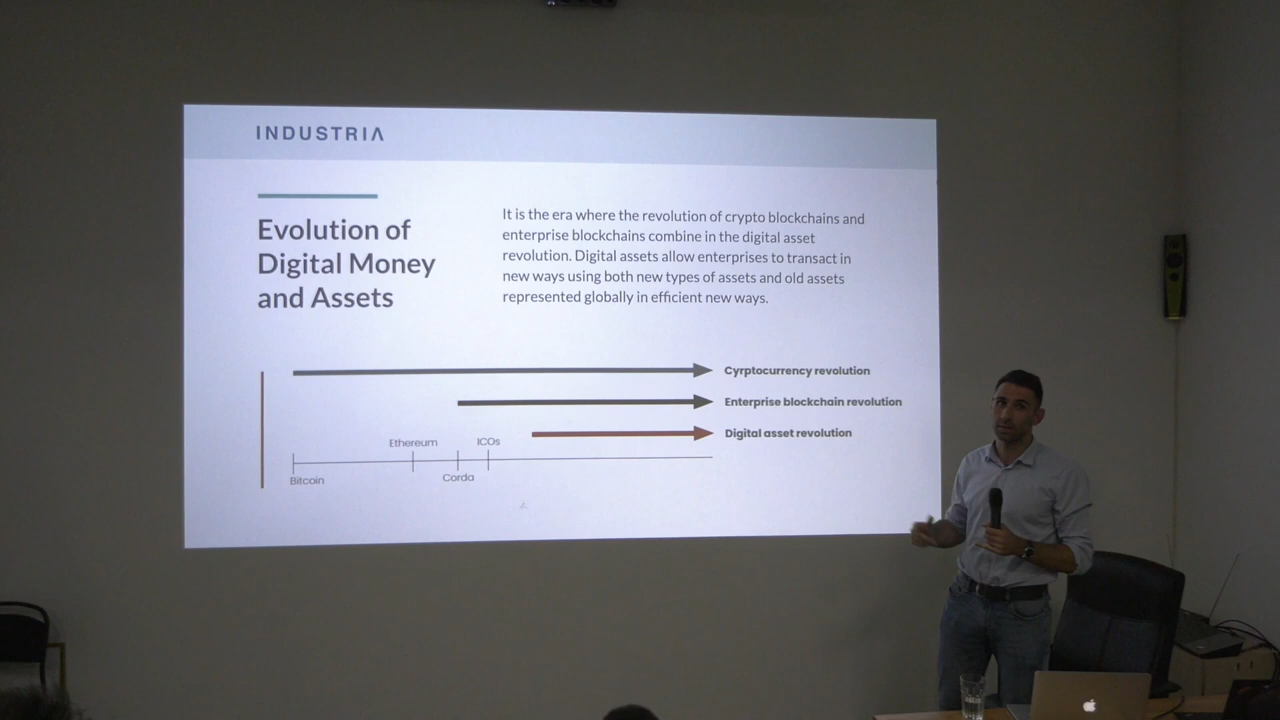 INDUSTRIA
Evolution of
Digital Money
and Assets
It is the era where the revolution of crypto blockchains and
enterprise blockchains combine in the digital asset
revolution. Digital assets allow enterprises to transact in
new ways using both new types of assets and old assets
represented globally in efficient new ways.
Cyrptocurrency revolution
Enterprise blockchain revolution
Digital asset revolution
Ethereum
ICOs
Bitcoin
Corda